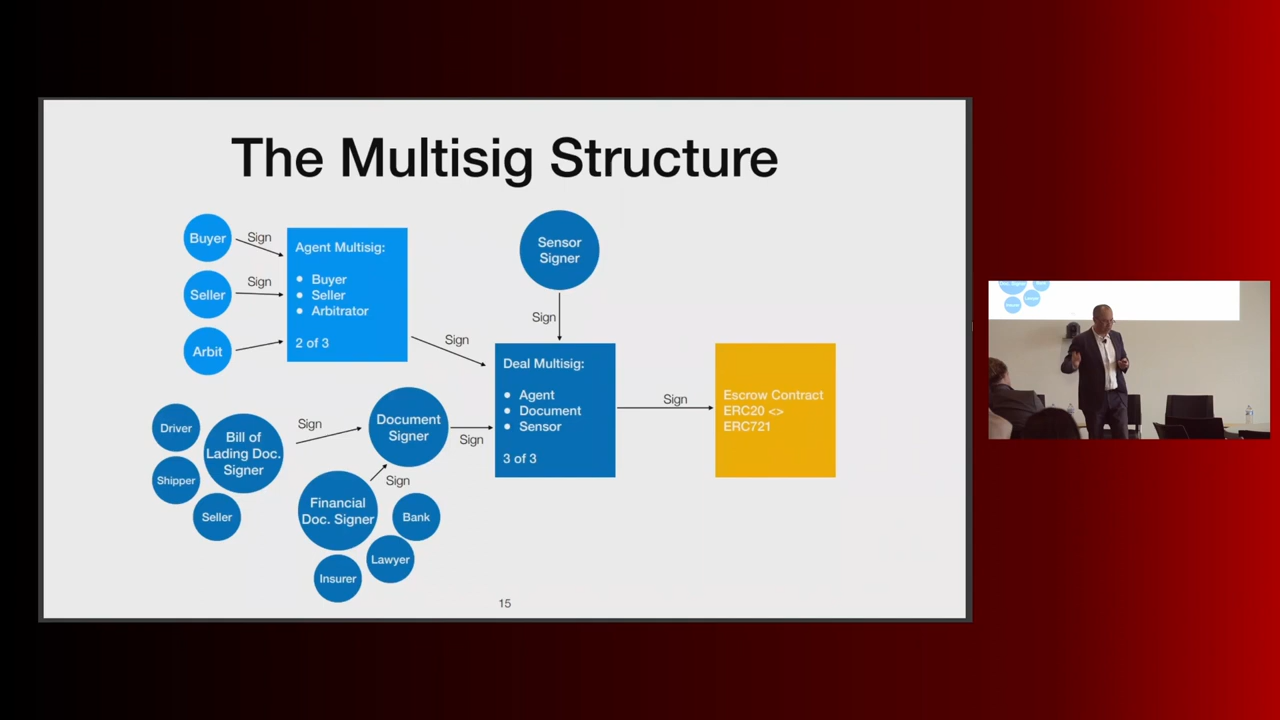 The Multisig Structure
Buyer
Sign
Seller
Sign
Arbit
Agent Multisig:
• Buyer
• Seller
• Arbitrator
2 of 3
Sign
Sensor
Signer
Sign
Driver
Shipper
Seller
Bill of
Lading Doc.
Signer
Sign
Document
Signer
Sign
Financial
Doc. Signer
Sign
Bank
Lawyer
Insurer
Deal Multisig:
• Agent
• Document
• Sensor
3 of 3
Sign
Escrow Contract
ERC20 <>
ERC721
15